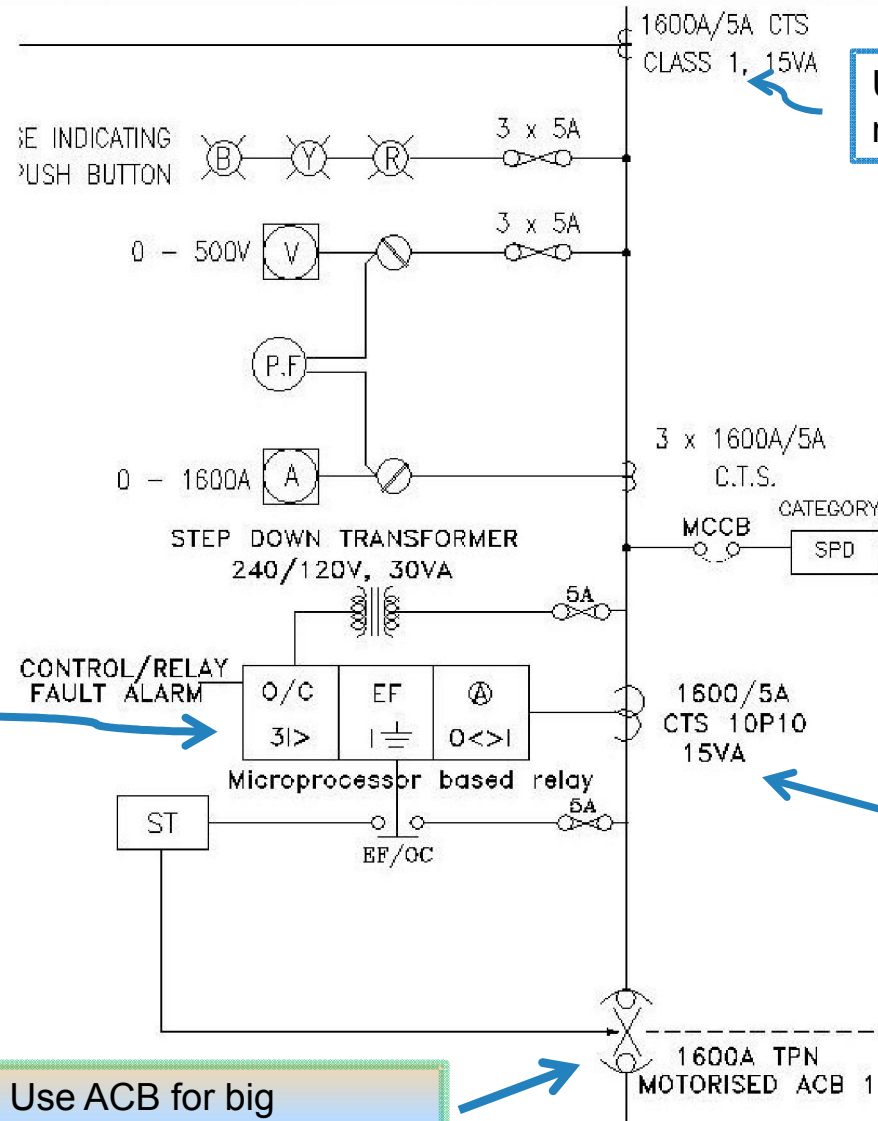 1600A/5A CTS
CLASS 1, 15VA
3 x 5A
INDICATING
PUSH BUTTON
B
Y
R
3 x 5A
0 - 500V
V
P.F
3 x 1600A/5A
C.T.S.
0 - 1600A
A
CATEGORY
MCCB
SPD
STEP DOWN TRANSFORMER
240/120V, 30VA
5A
CONTROL/RELAY
FAULT ALARM
O/C
EF
A
3I>
I
0<>I
1600/5A
CTS 10P10
15VA
Microprocessor based relay
5A
ST
EF/OC
1600A TPN
MOTORISED ACB 1
Use ACB for big